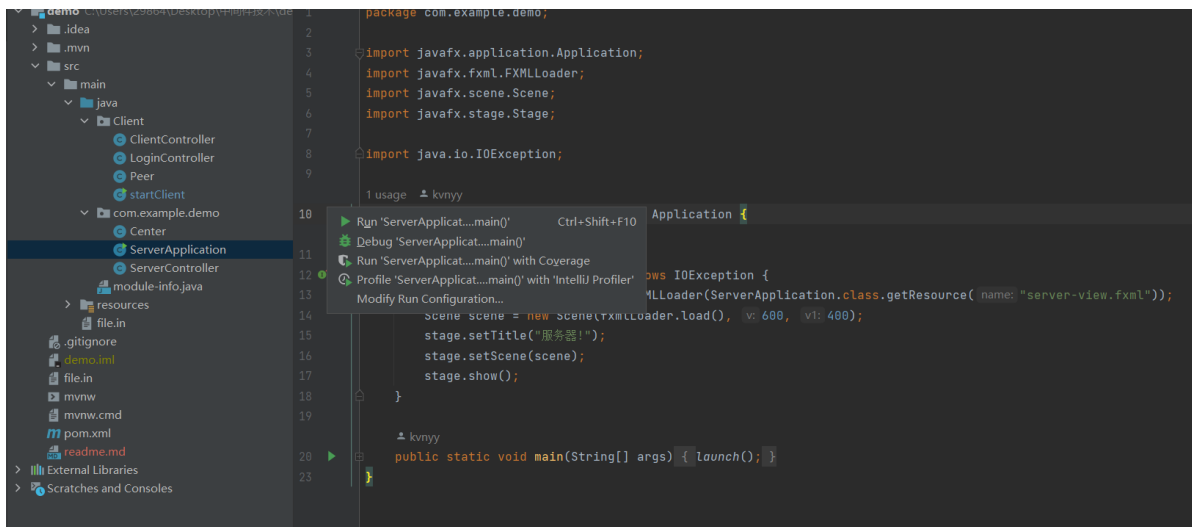 demo C:\Users\29864\Desktop\中间件技术\de
.idea
.mvn
src
main
java
Client
ClientController
LoginController
Peer
startClient
com.example.demo
Center
ServerApplication
ServerController
module-info.java
resources
file.in
.gitignore
demo.iml
file.in
mvnw
mvnw.cmd
pom.xml
readme.md
External Libraries
Scratches and Consoles
1 package com.example.demo;
2
3 import javafx.application.Application;
4 import javafx.fxml.FXMLLoader;
5 import javafx.scene.Scene;
6 import javafx.stage.Stage;
7
8 import java.io.IOException;
9
1 usage kvnyy
10 Application {
Run 'ServerApplicat....main()' Ctrl+Shift+F10
Debug 'ServerApplicat....main()'
Run 'ServerApplicat....main()' with Coverage
Profile 'ServerApplicat....main()' with 'IntelliJ Profiler'
Modify Run Configuration...
11
12 ows IOException {
13 MLLoader(ServerApplication.class.getResource( name: "server-view.fxml"));
14 Scene scene = new Scene(fxmlLoader.load(), v: 600, v1: 400);
15 stage.setTitle("服务器!");
16 stage.setScene(scene);
17 stage.show();
18 }
19
kvnyy
20 public static void main(String[] args) { launch(); }
23 }